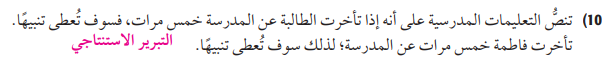 10) تنصُّ التعليمات المدرسية على أنه إذا تأخرت الطالبة عن المدرسة خمس مرات، فسوف تُعطى تنبيهًا.
تأخرت فاطمة خمس مرات عن المدرسة؛ لذلك سوف تُعطى تنبيهًا. التبرير الاستنتاجي